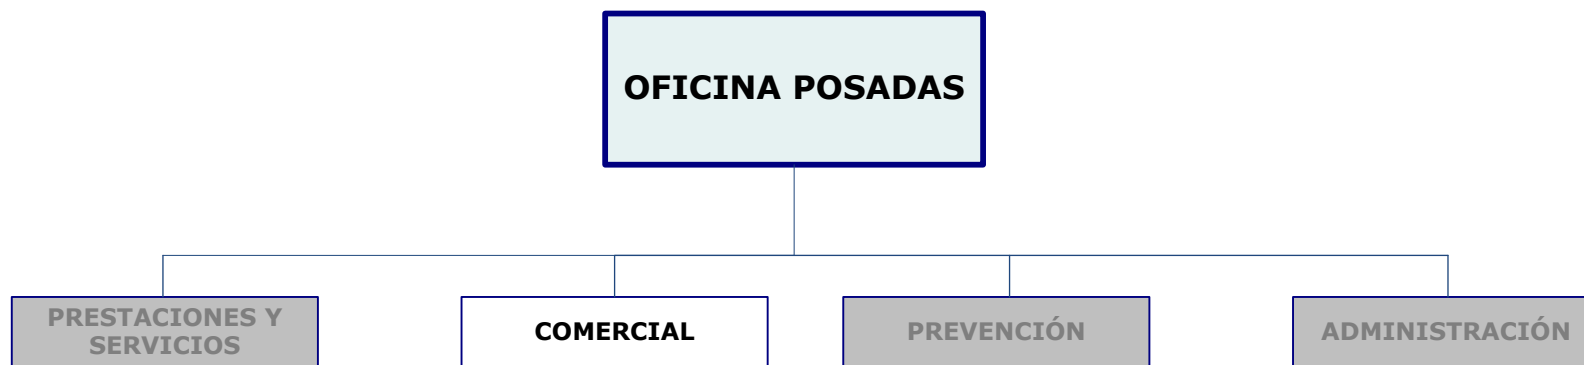 OFICINA POSADAS
PRESTACIONES Y
SERVICIOS
COMERCIAL
PREVENCIÓN
ADMINISTRACIÓN